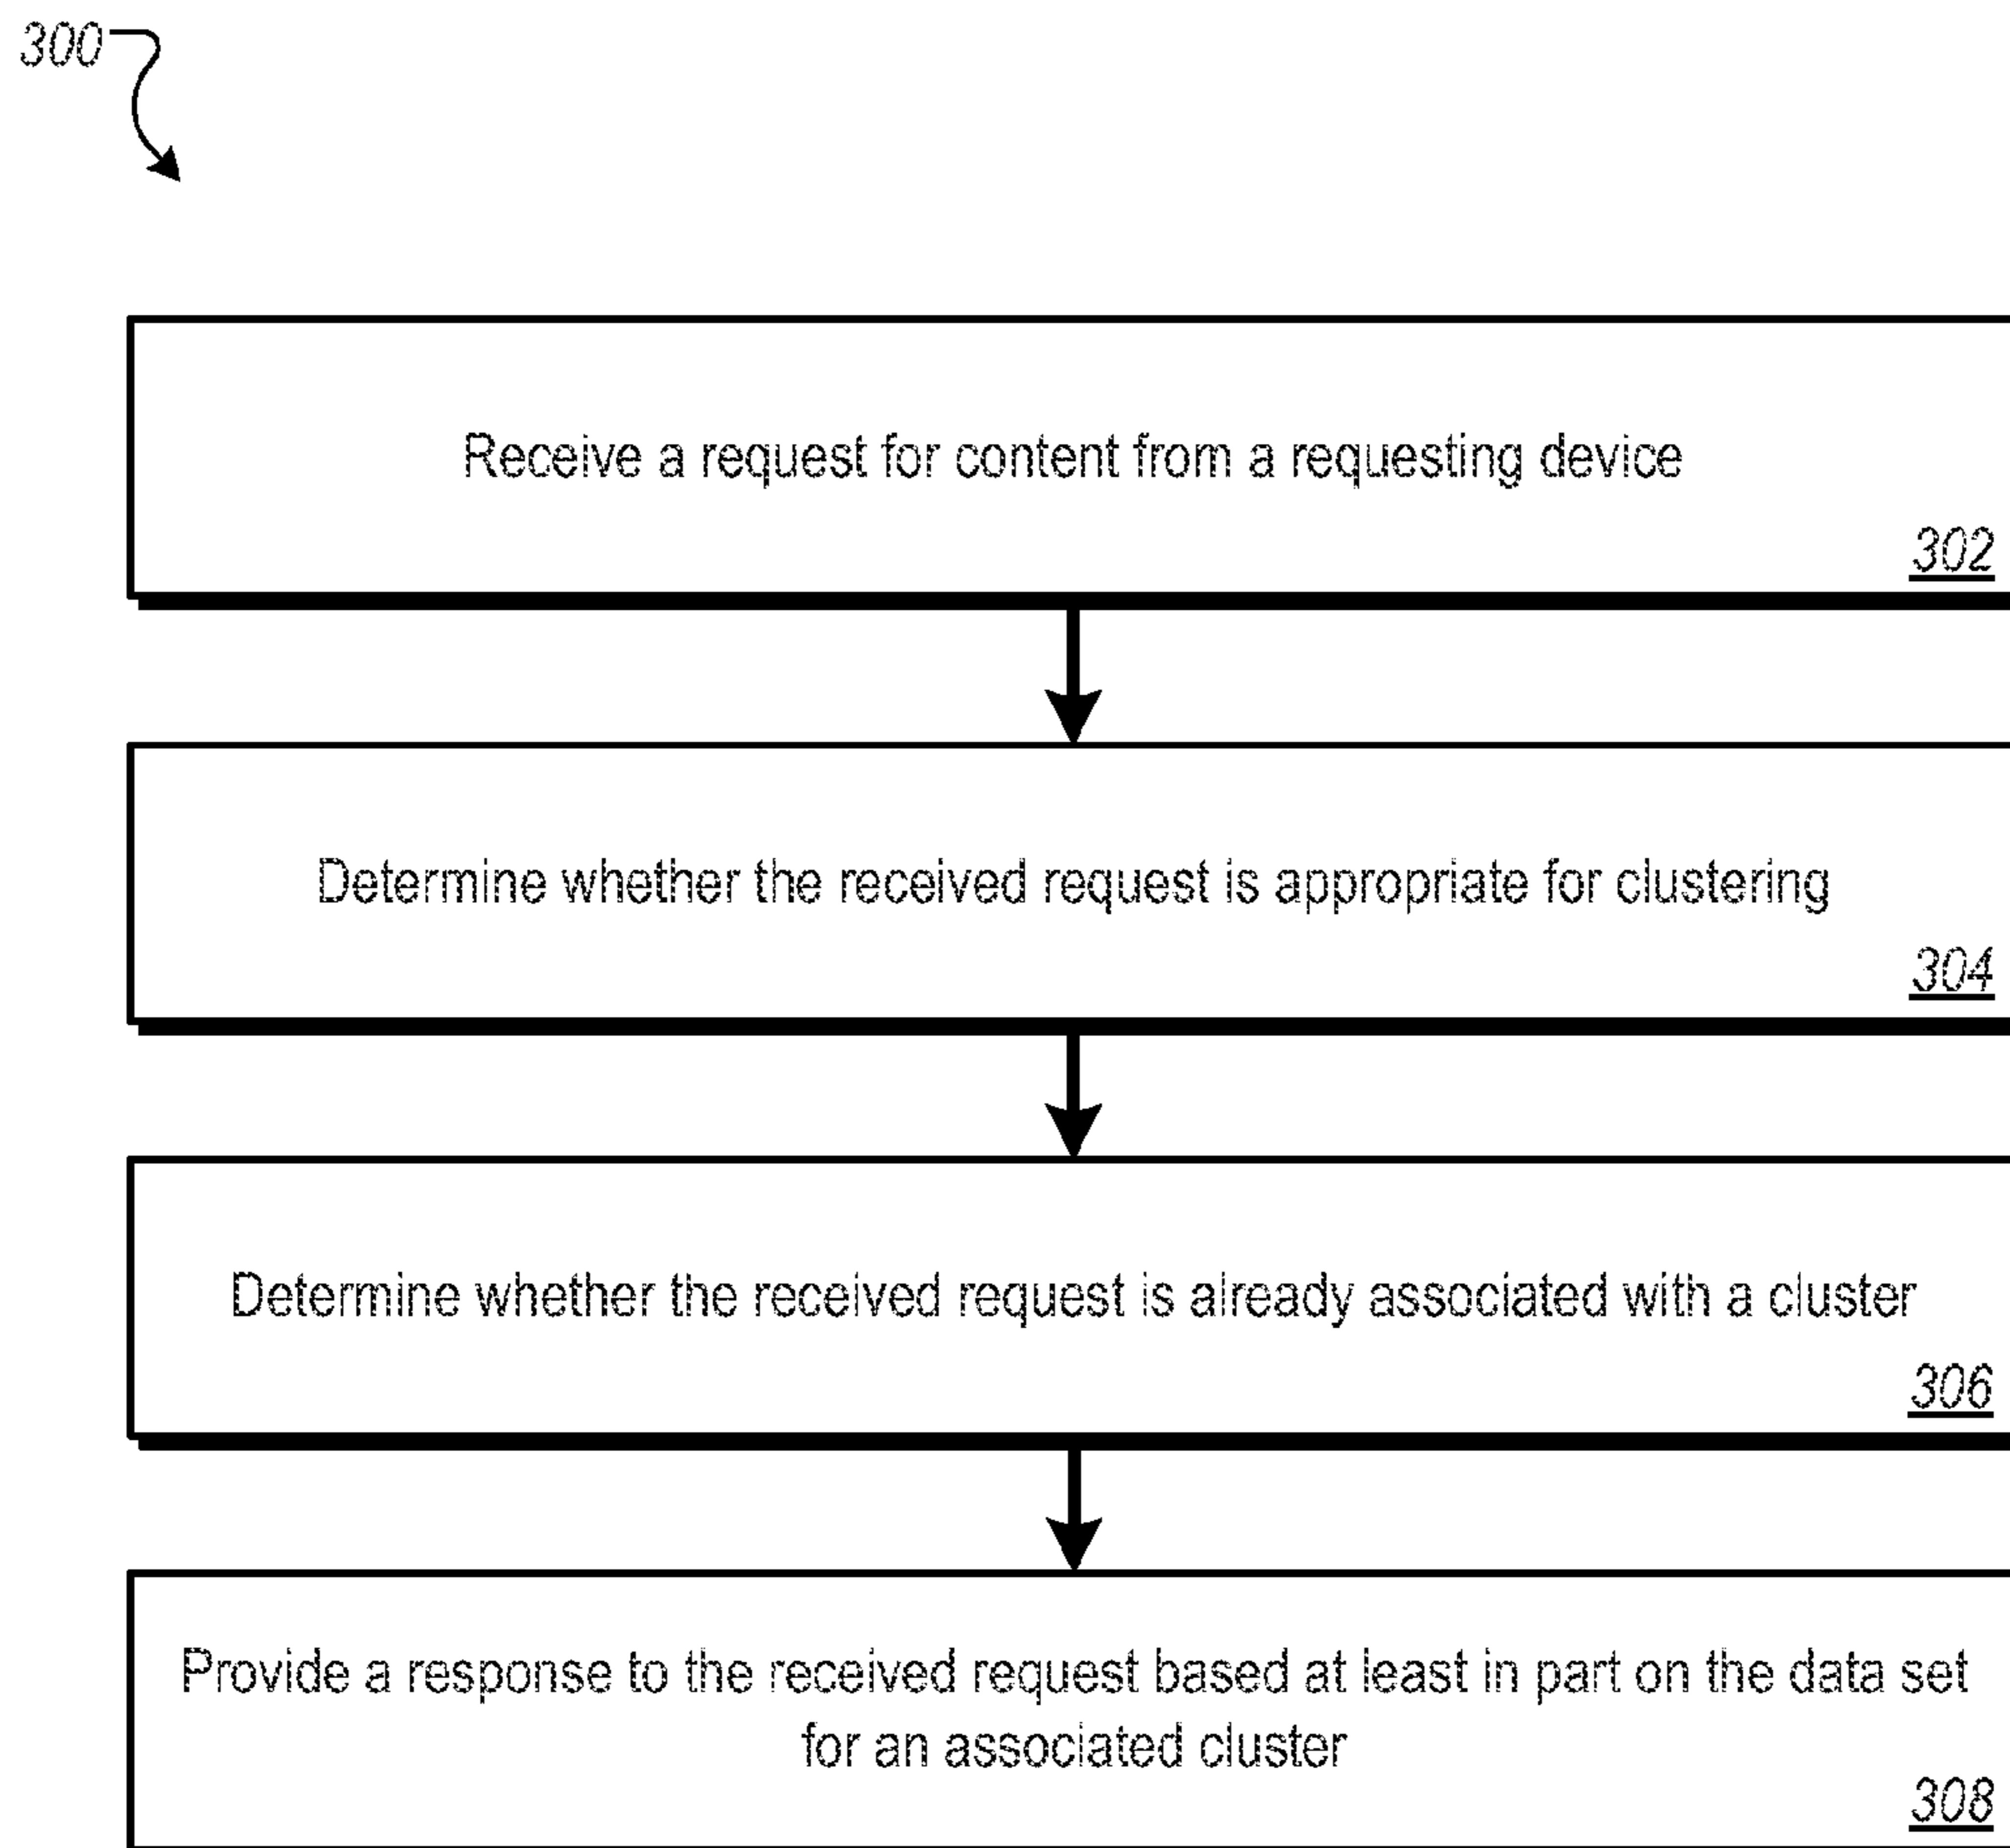 300
Receive a request for content from a requesting device
302
Determine whether the received request is appropriate for clustering
304
Determine whether the received request is already associated with a cluster
306
Provide a response to the received request based at least in part on the data set
for an associated cluster
308